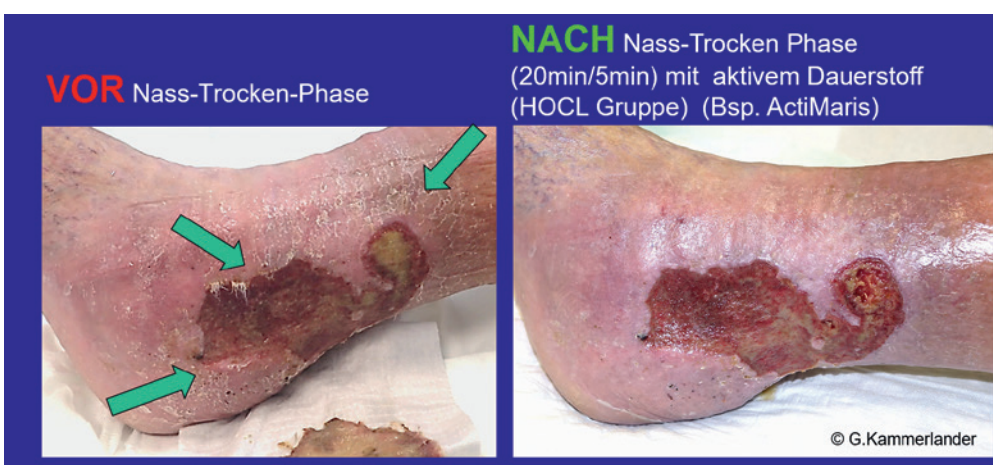 VOR Nass-Trocken-Phase
NACH Nass-Trocken Phase
(20min/5min) mit aktivem Dauerstoff
(HOCL Gruppe) (Bsp. ActiMaris)
© G.Kammerlander